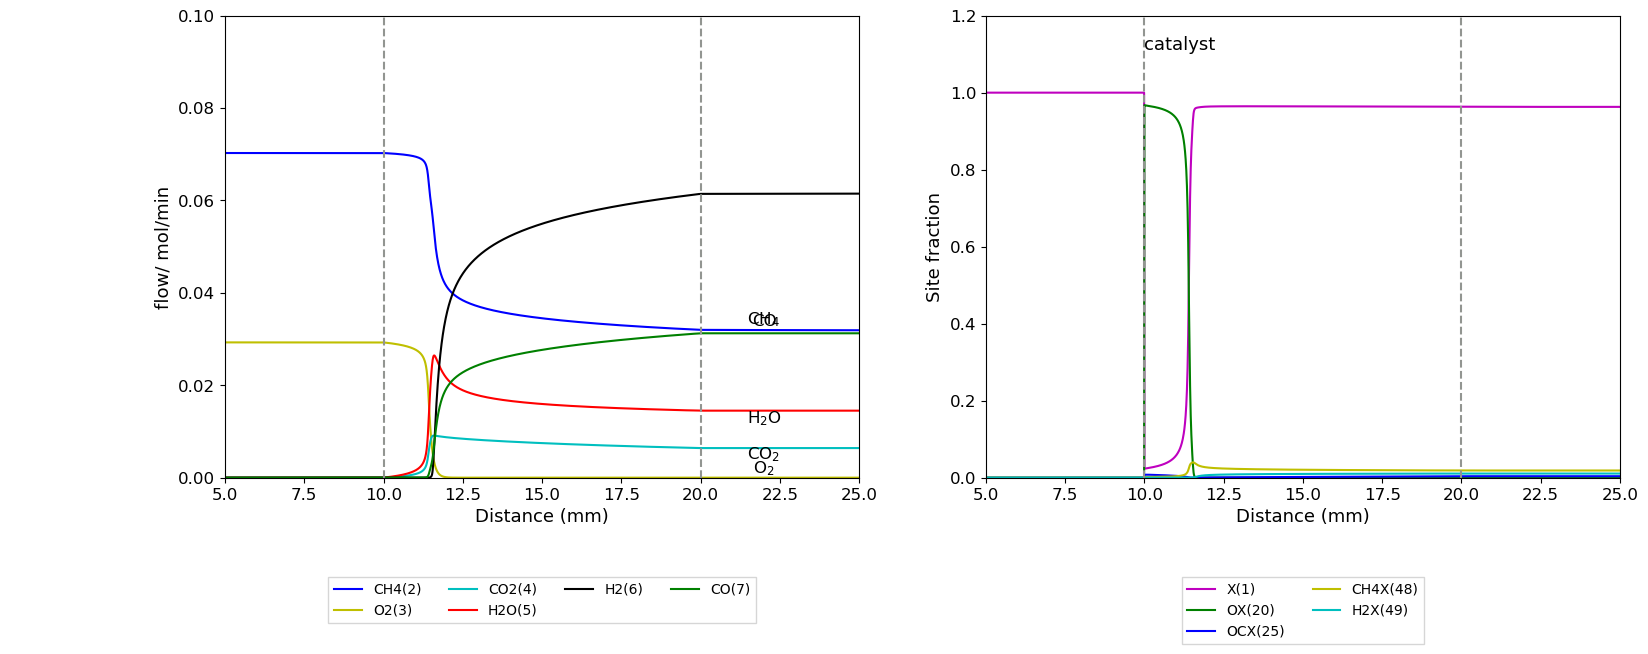 0.10
0.08
0.06
0.04
0.02
0.00
flow/ mol/min
5.0 7.5 10.0 12.5 15.0 17.5 20.0 22.5 25.0
Distance (mm)
CH₄
CO
H₂O
CO₂
O₂
CH4(2) CO2(4) H2(6) CO(7)
O2(3) H2O(5)
1.2
1.0
0.8
0.6
0.4
0.2
0.0
Site fraction
catalyst
5.0 7.5 10.0 12.5 15.0 17.5 20.0 22.5 25.0
Distance (mm)
X(1) CH4X(48)
OX(20) H2X(49)
OCX(25)